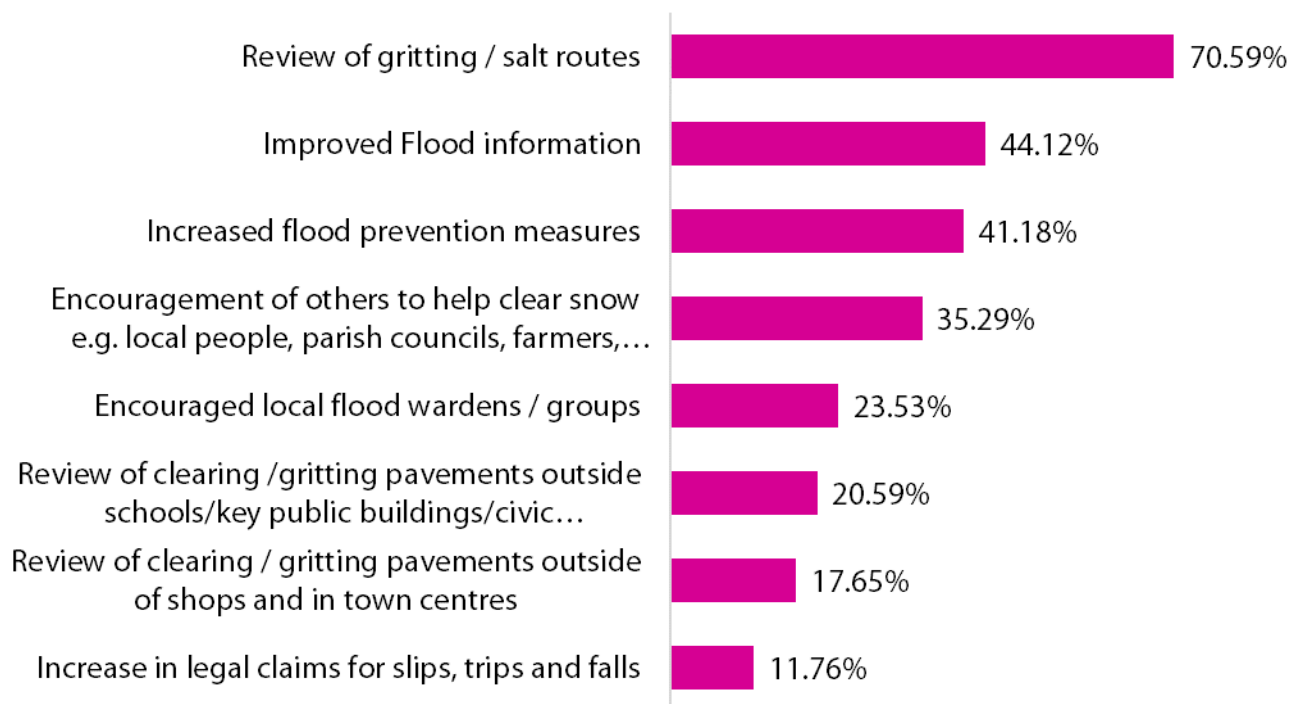 Review of gritting / salt routes
70.59%
Improved Flood information
44.12%
Increased flood prevention measures
41.18%
Encouragement of others to help clear snow
e.g. local people, parish councils, farmers,…
35.29%
Encouraged local flood wardens / groups
23.53%
Review of clearing /gritting pavements outside
schools/key public buildings/civic…
20.59%
Review of clearing / gritting pavements outside
of shops and in town centres
17.65%
Increase in legal claims for slips, trips and falls
11.76%